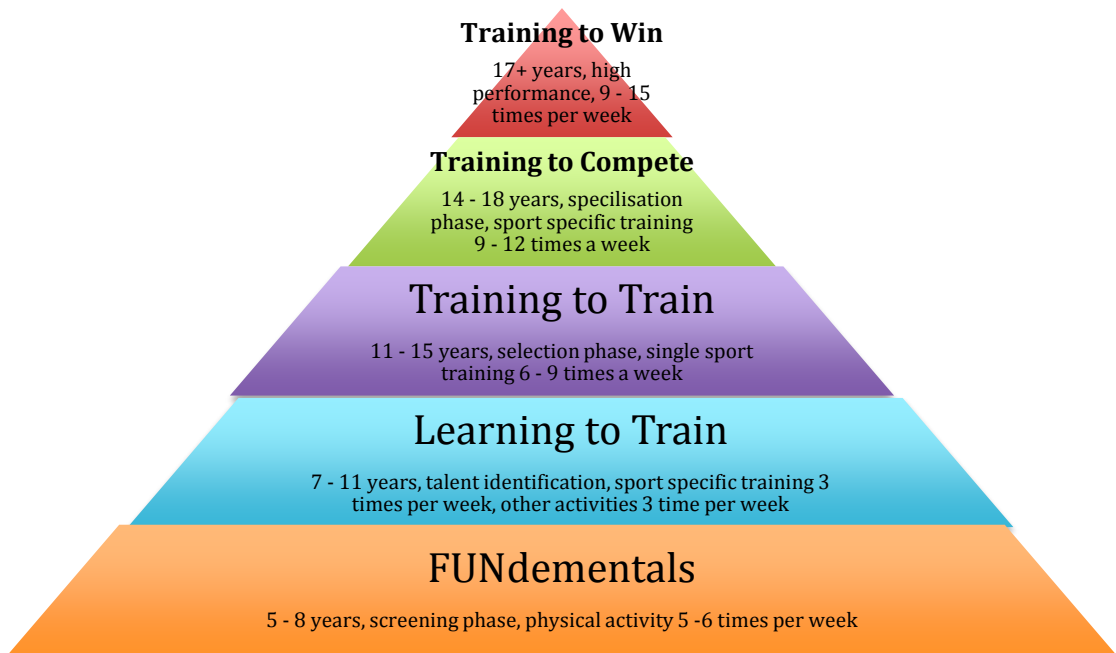 Training to Win
17+ years, high
performance, 9 - 15
times per week
Training to Compete
14 - 18 years, specilisation
phase, sport specific training
9 - 12 times a week
Training to Train
11 - 15 years, selection phase, single sport
training 6 - 9 times a week
Learning to Train
7 - 11 years, talent identification, sport specific training 3
times per week, other activities 3 time per week
FUNdementals
5 - 8 years, screening phase, physical activity 5 -6 times per week